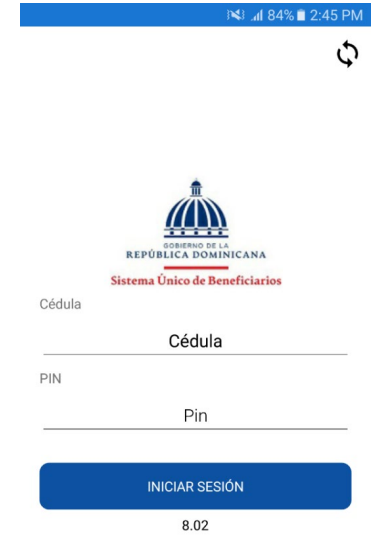 84% 2:45 PM
GOBIERNO DE LA
REPÚBLICA DOMINICANA
Sistema Único de Beneficiarios
Cédula
Cédula
PIN
Pin
INICIAR SESIÓN
8.02